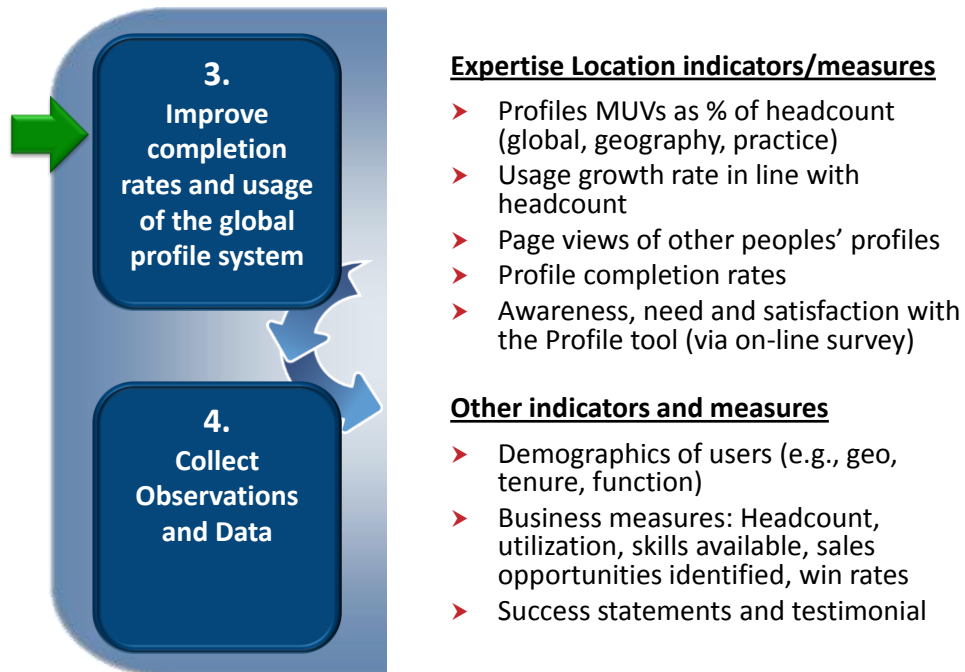 3.
Improve
completion
rates and usage
of the global
profile system
4.
Collect
Observations
and Data
Expertise Location indicators/measures
➤ Profiles MUVs as % of headcount
(global, geography, practice)
➤ Usage growth rate in line with
headcount
➤ Page views of other peoples’ profiles
➤ Profile completion rates
➤ Awareness, need and satisfaction with
the Profile tool (via on-line survey)
Other indicators and measures
➤ Demographics of users (e.g., geo,
tenure, function)
➤ Business measures: Headcount,
utilization, skills available, sales
opportunities identified, win rates
➤ Success statements and testimonial